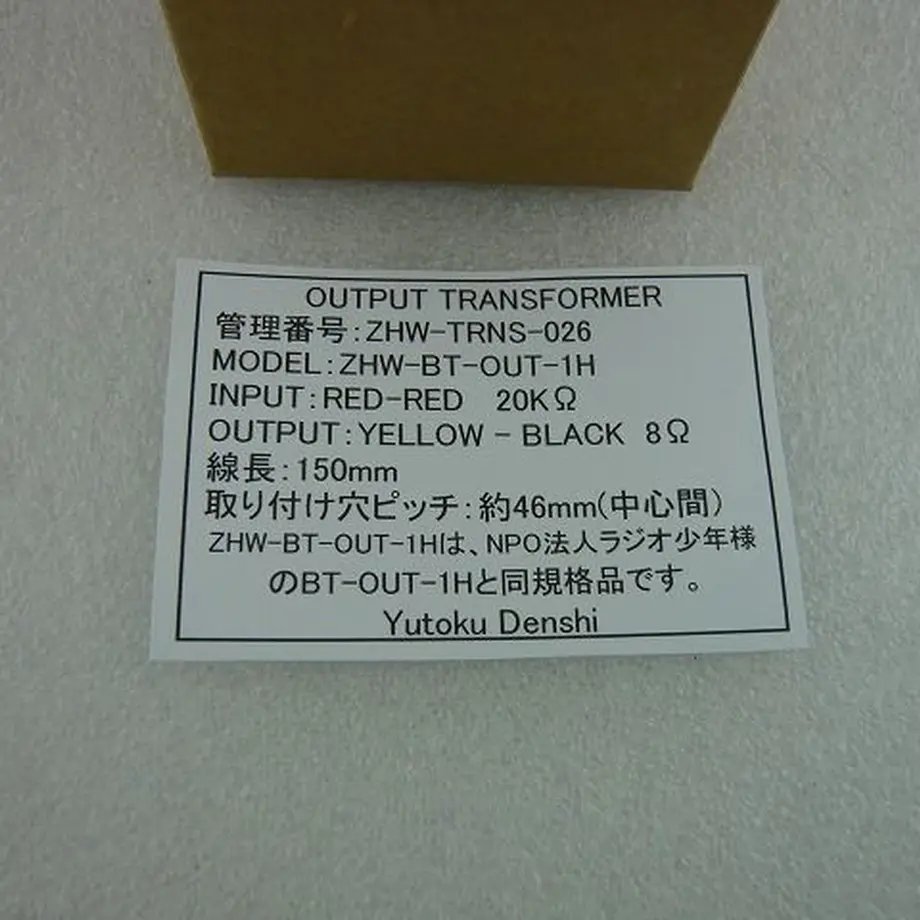 OUTPUT TRANSFORMER
管理番号:ZHW-TRNS-026
MODEL:ZHW-BT-OUT-1H
INPUT:RED-RED 20KΩ
OUTPUT:YELLOW - BLACK 8Ω
線長:150mm
取り付け穴ピッチ:約46mm(中心間)
ZHW-BT-OUT-1Hは、NPO法人ラジオ少年様
のBT-OUT-1Hと同規格品です。
Yutoku Denshi